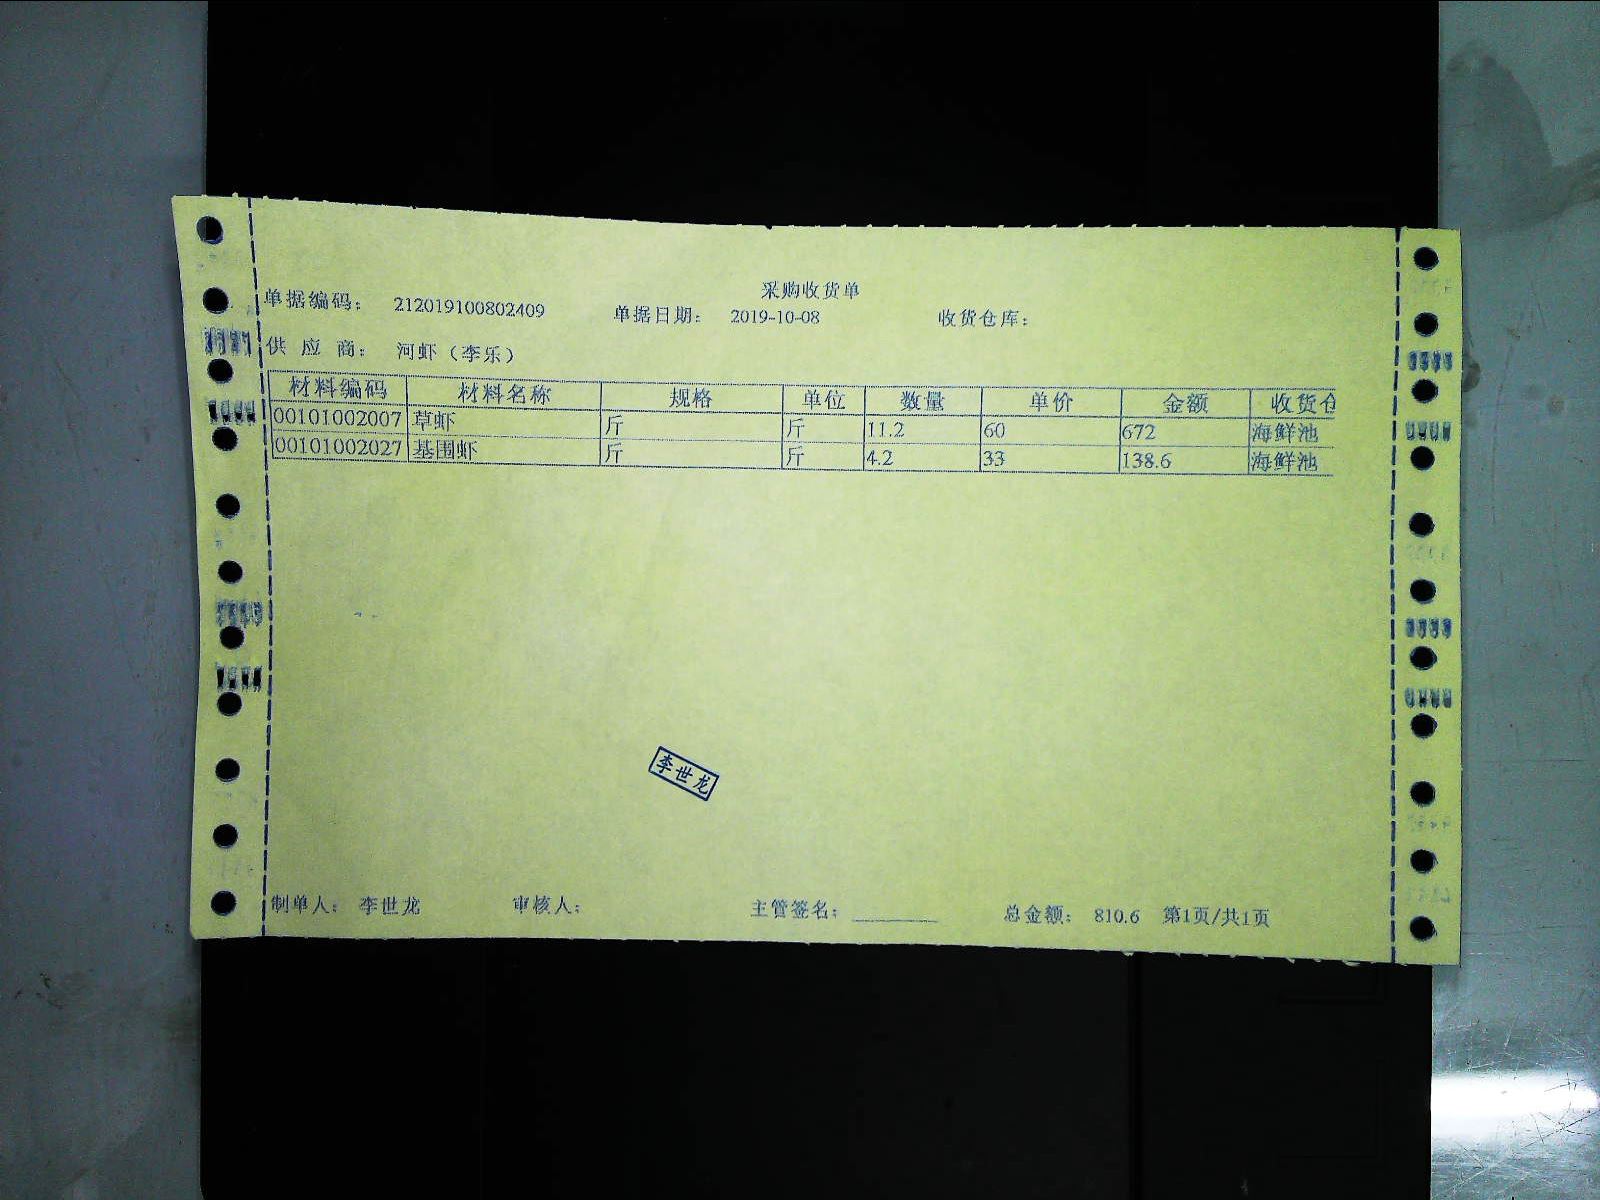 采购收货单
单据编码： 212019100802409 单据日期： 2019-10-08 收货仓库：
供 应 商： 河虾（李乐）
材料编码 材料名称 规格 单位 数量 单价 金额 收货仓
00101002007 草虾 斤 斤 11.2 60 672 海鲜池
00101002027 基围虾 斤 斤 4.2 33 138.6 海鲜池
李世龙
制单人： 李世龙 审核人： 主管签名： 总金额： 810.6 第1页/共1页